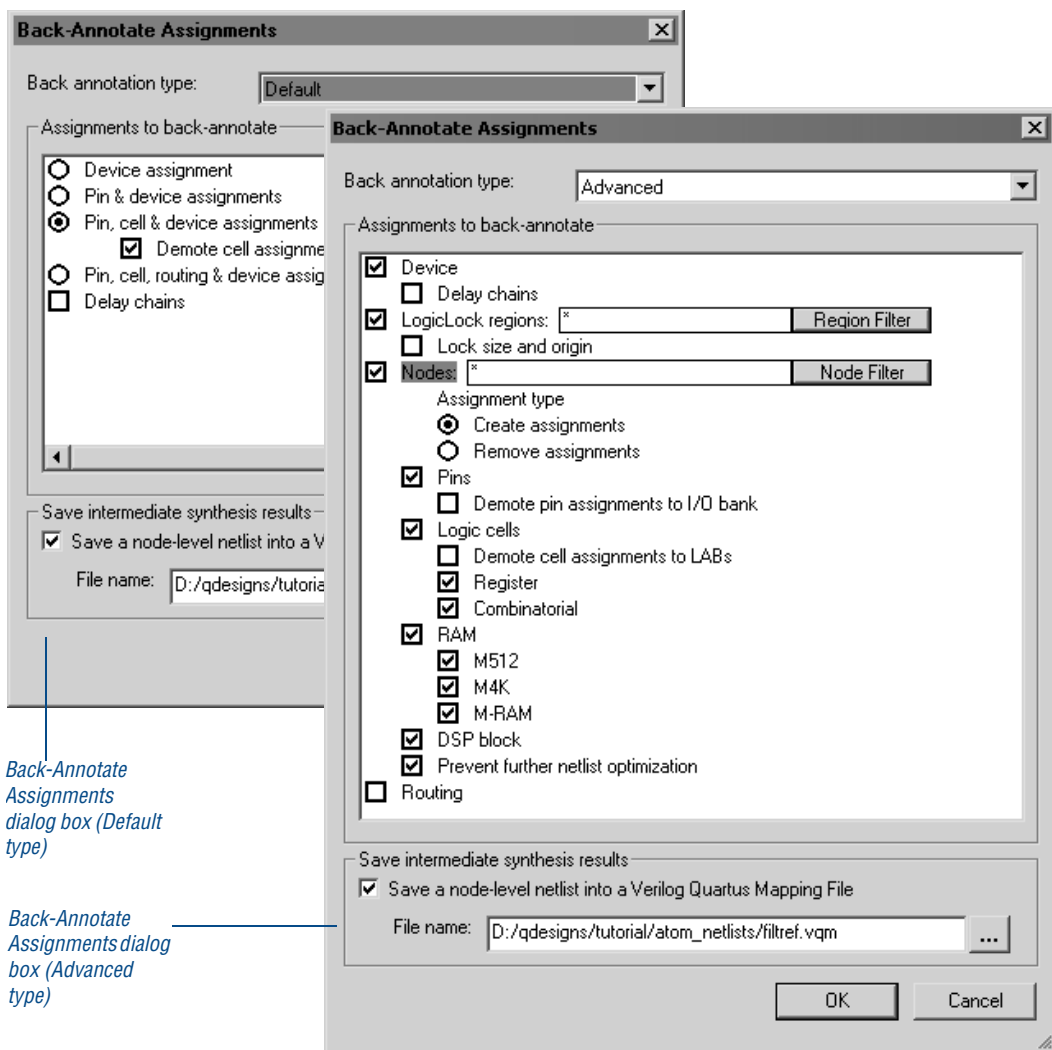 Back-Annotate Assignments
Back annotation type: Default
Assignments to back-annotate
Device assignment
Pin & device assignments
Pin, cell & device assignments
Demote cell assignme
Pin, cell, routing & device assig
Delay chains
Save intermediate synthesis results
Save a node-level netlist into a V
File name: D:/qdesigns/tutoria
Back-Annotate Assignments
Back annotation type: Advanced
Assignments to back-annotate
Device
Delay chains
LogicLock regions: * Region Filter
Lock size and origin
Nodes: * Node Filter
Assignment type
Create assignments
Remove assignments
Pins
Demote pin assignments to I/O bank
Logic cells
Demote cell assignments to LABs
Register
Combinatorial
RAM
M512
M4K
M-RAM
DSP block
Prevent further netlist optimization
Routing
Save intermediate synthesis results
Save a node-level netlist into a Verilog Quartus Mapping File
File name: D:/qdesigns/tutorial/atom_netlists/filtref.vqm ...
OK Cancel
Back-Annotate
Assignments
dialog box (Default
type)
Back-Annotate
Assignments dialog
box (Advanced
type)